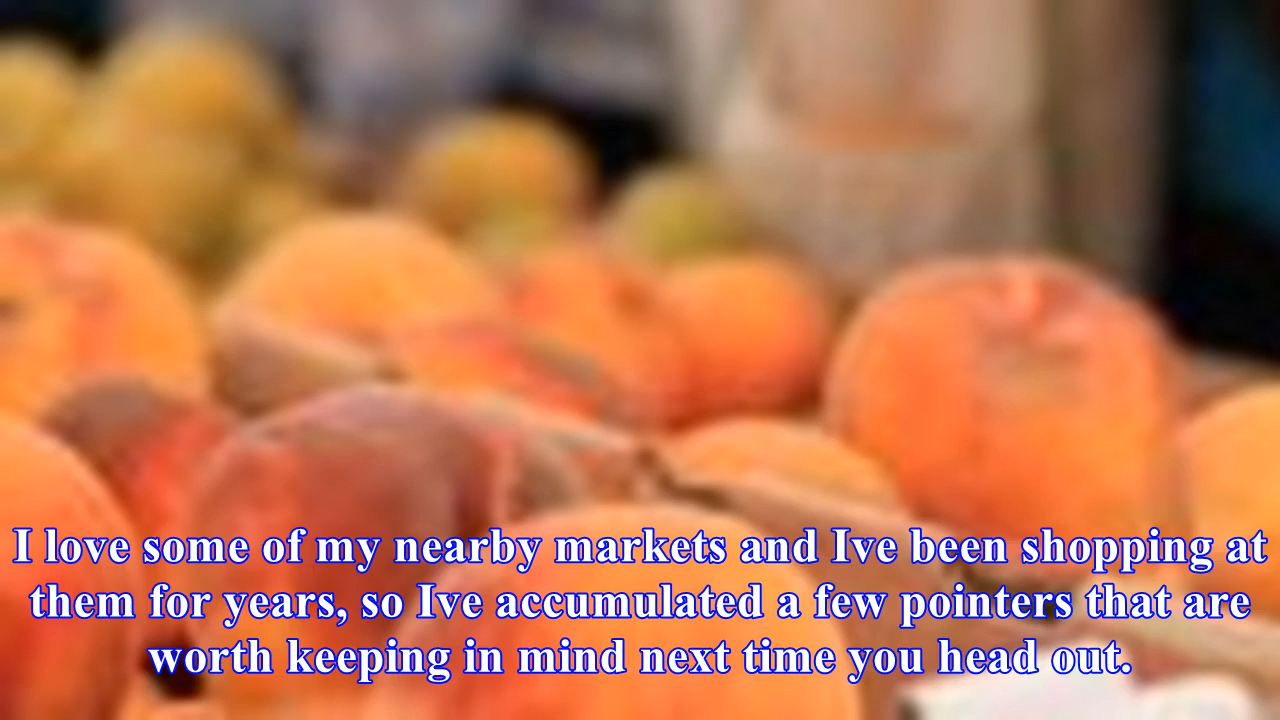 I love some of my nearby markets and Ive been shopping at
them for years, so Ive accumulated a few pointers that are
worth keeping in mind next time you head out.